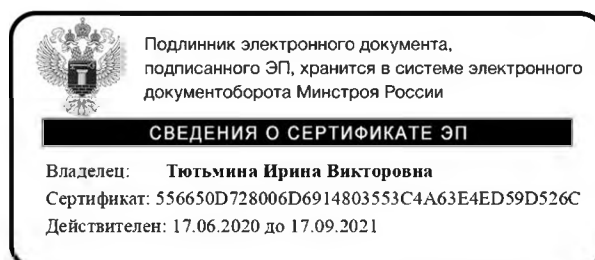 Подлинник электронного документа,
подписанного ЭП, хранится в системе электронного
документоборота Минстроя России
СВЕДЕНИЯ О СЕРТИФИКАТЕ ЭП
Владелец: Тютьмина Ирина Викторовна
Сертификат: 556650D728006D6914803553C4A63E4ED59D526C
Действителен: 17.06.2020 до 17.09.2021